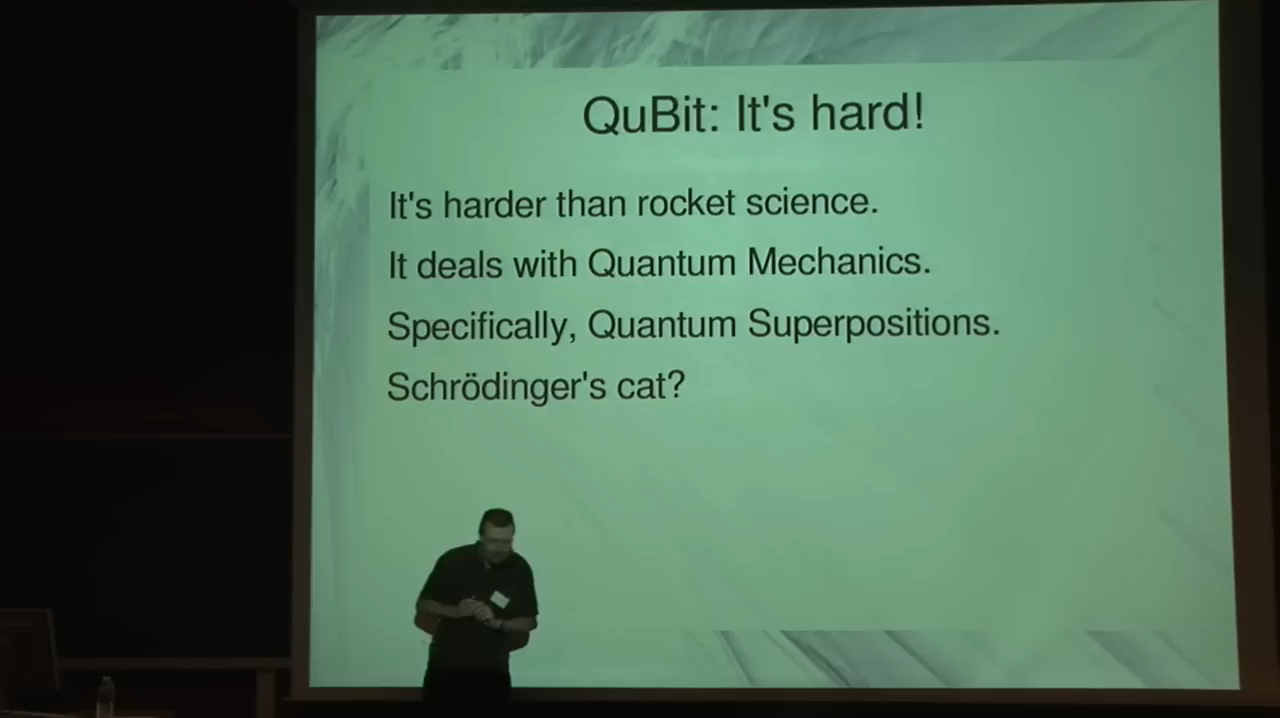 QuBit: It's hard!
It's harder than rocket science.
It deals with Quantum Mechanics.
Specifically, Quantum Superpositions.
Schrödinger's cat?